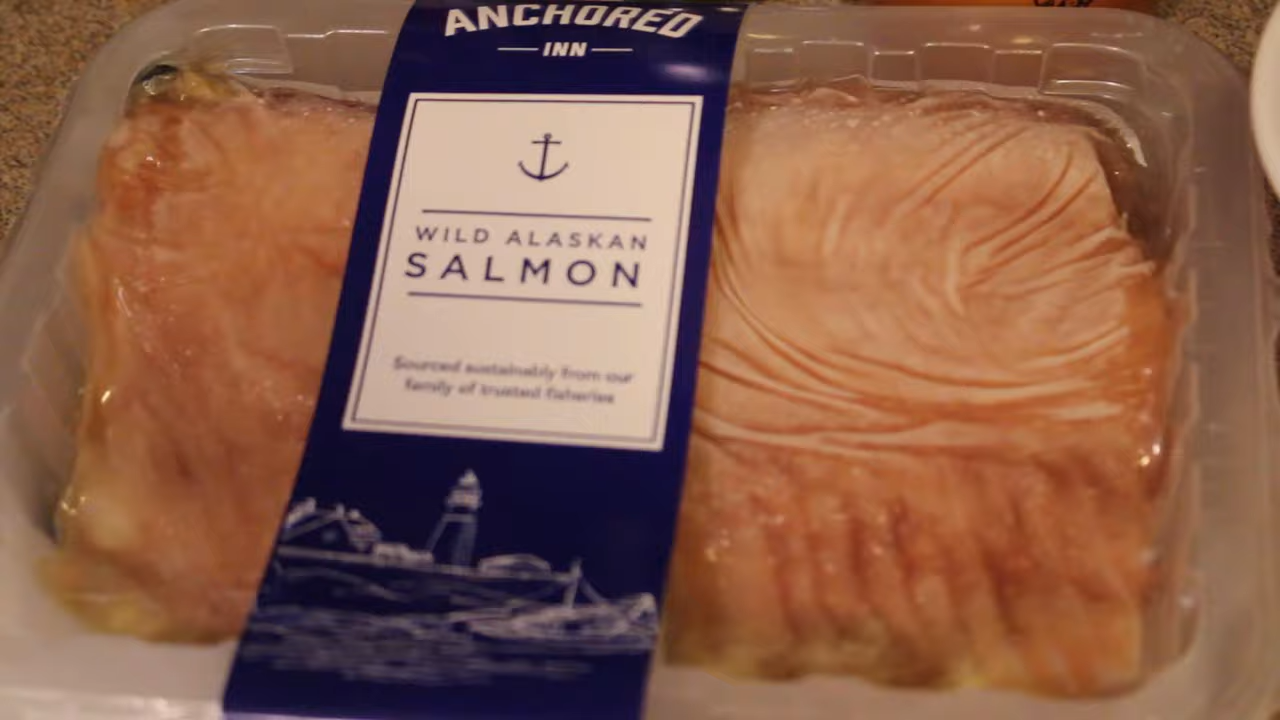 ANCHORED
INN
WILD ALASKAN
SALMON
Sourced sustainably from our
family of trusted fisheries